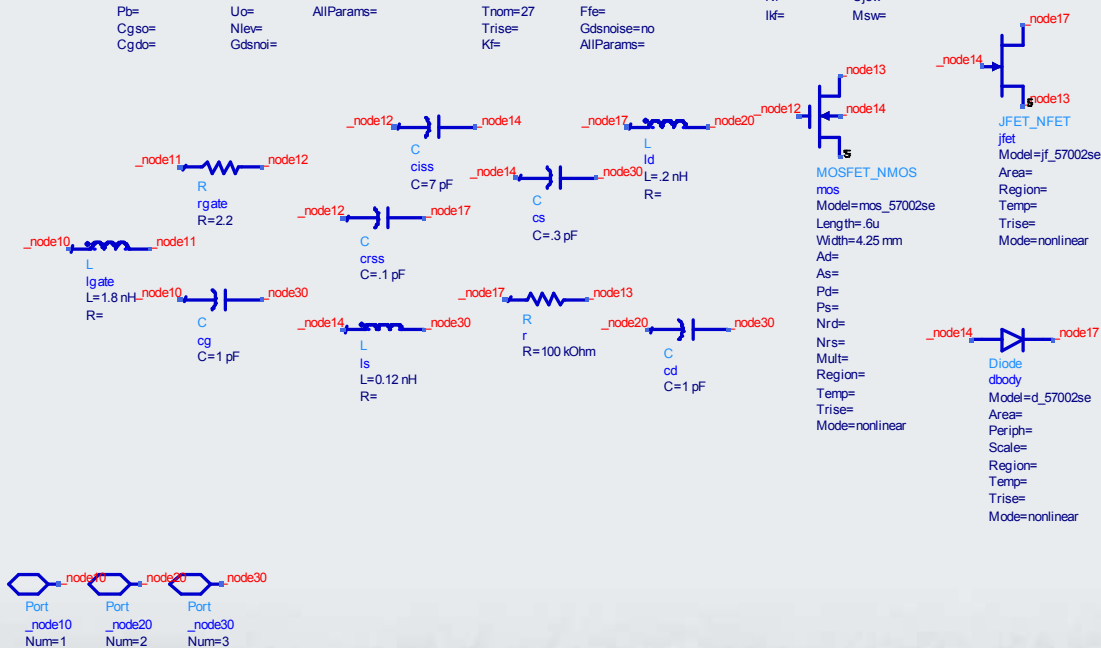 Pb=
Cgso=
Cgdo=
Uo=
Nlev=
Gdsnoi=
AllParams=
Tnom=27
Trise=
Kf=
Ffe=
Gdsnoise=no
AllParams=
Ikf=
Msw=
_node11
_node12
R
rgate
R=2.2
_node10
_node11
L
lgate
L=1.8 nH
R=
_node10
_node30
C
cg
C=1 pF
_node12
_node14
C
ciss
C=7 pF
_node12
_node17
C
crss
C=.1 pF
_node14
_node30
L
ls
L=0.12 nH
R=
_node14
_node30
C
cs
C=.3 pF
_node17
_node13
R
r
R=100 kOhm
_node17
_node20
L
ld
L=.2 nH
R=
_node20
_node30
C
cd
C=1 pF
_node12
_node13
_node14
S
MOSFET_NMOS
mos
Model=mos_57002se
Length=.6u
Width=4.25 mm
Ad=
As=
Pd=
Ps=
Nrd=
Nrs=
Mult=
Region=
Temp=
Trise=
Mode=nonlinear
_node17
_node14
S
_node13
JFET_NFET
jfet
Model=jf_57002se
Area=
Region=
Temp=
Trise=
Mode=nonlinear
_node14
_node17
Diode
dbody
Model=d_57002se
Area=
Periph=
Scale=
Region=
Temp=
Trise=
Mode=nonlinear
_node10
_node20
_node30
Port
_node10
Num=1
Port
_node20
Num=2
Port
_node30
Num=3